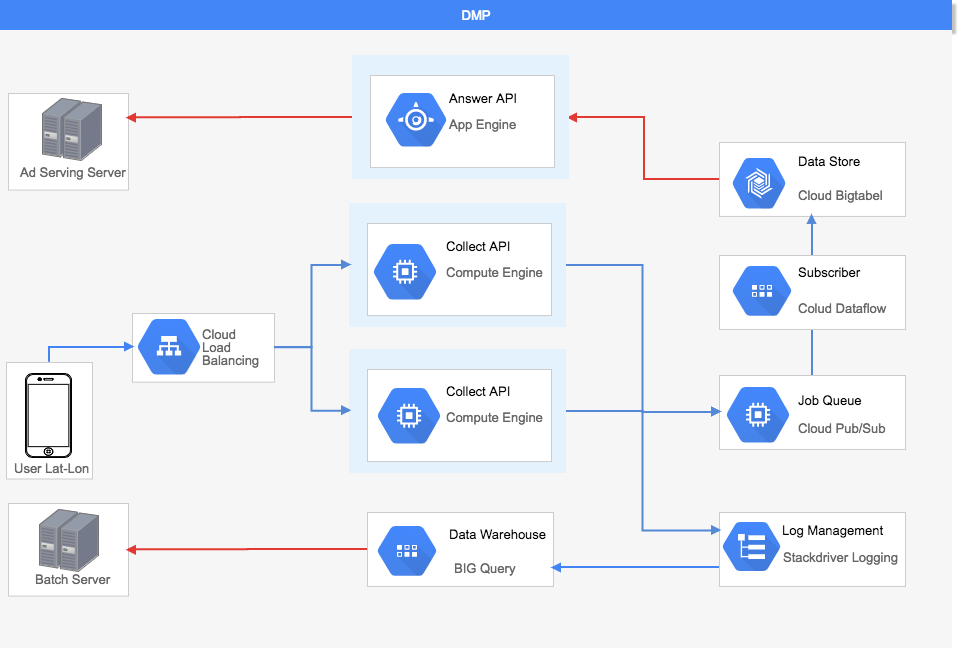 DMP
Answer API
App Engine
Ad Serving Server
Data Store
Cloud Bigtabel
Collect API
Compute Engine
Subscriber
Colud Dataflow
Cloud
Load
Balancing
Collect API
Compute Engine
Job Queue
Cloud Pub/Sub
User Lat-Lon
Data Warehouse
BIG Query
Log Management
Stackdriver Logging
Batch Server